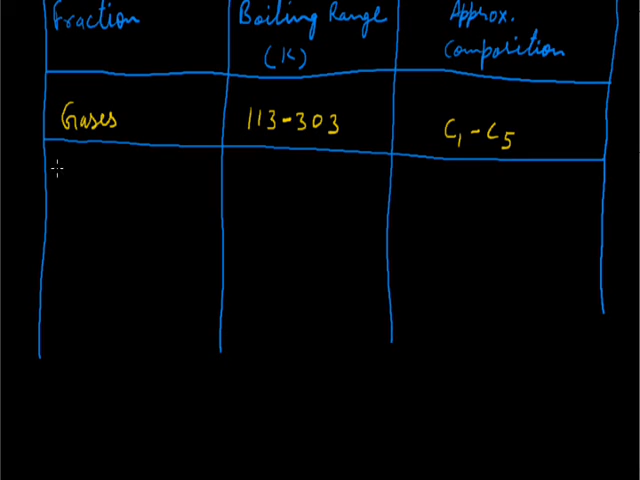 Fraction Boiling Range Approx.
(K) Composition
Gases 113-303 C₁-C₅